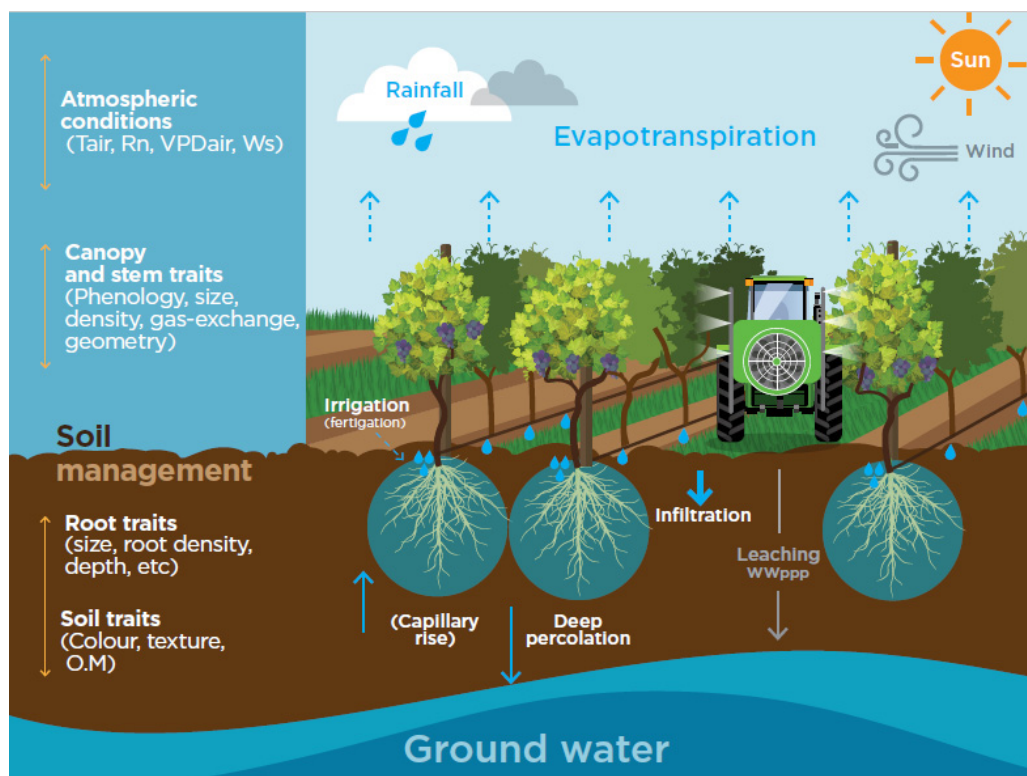 Atmospheric
conditions
(Tair, Rn, VPDair, Ws)
Canopy
and stem traits
(Phenology, size,
density, gas-exchange,
geometry)
Soil
management
Root traits
(size, root density,
depth, etc)
Soil traits
(Colour, texture,
O.M)
Rainfall
Sun
Evapotranspiration
Wind
Irrigation
(fertigation)
Infiltration
Leaching
WWppp
(Capillary
rise)
Deep
percolation
Ground water